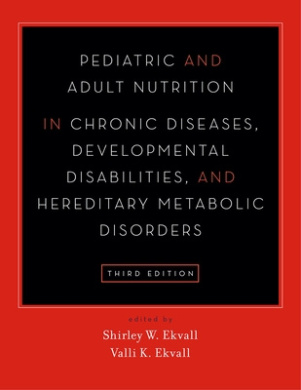 PEDIATRIC AND
ADULT NUTRITION
IN CHRONIC DISEASES,
DEVELOPMENTAL
DISABILITIES, AND
HEREDITARY METABOLIC
DISORDERS
THIRD EDITION
edited by
Shirley W. Ekvall
Valli K. Ekvall